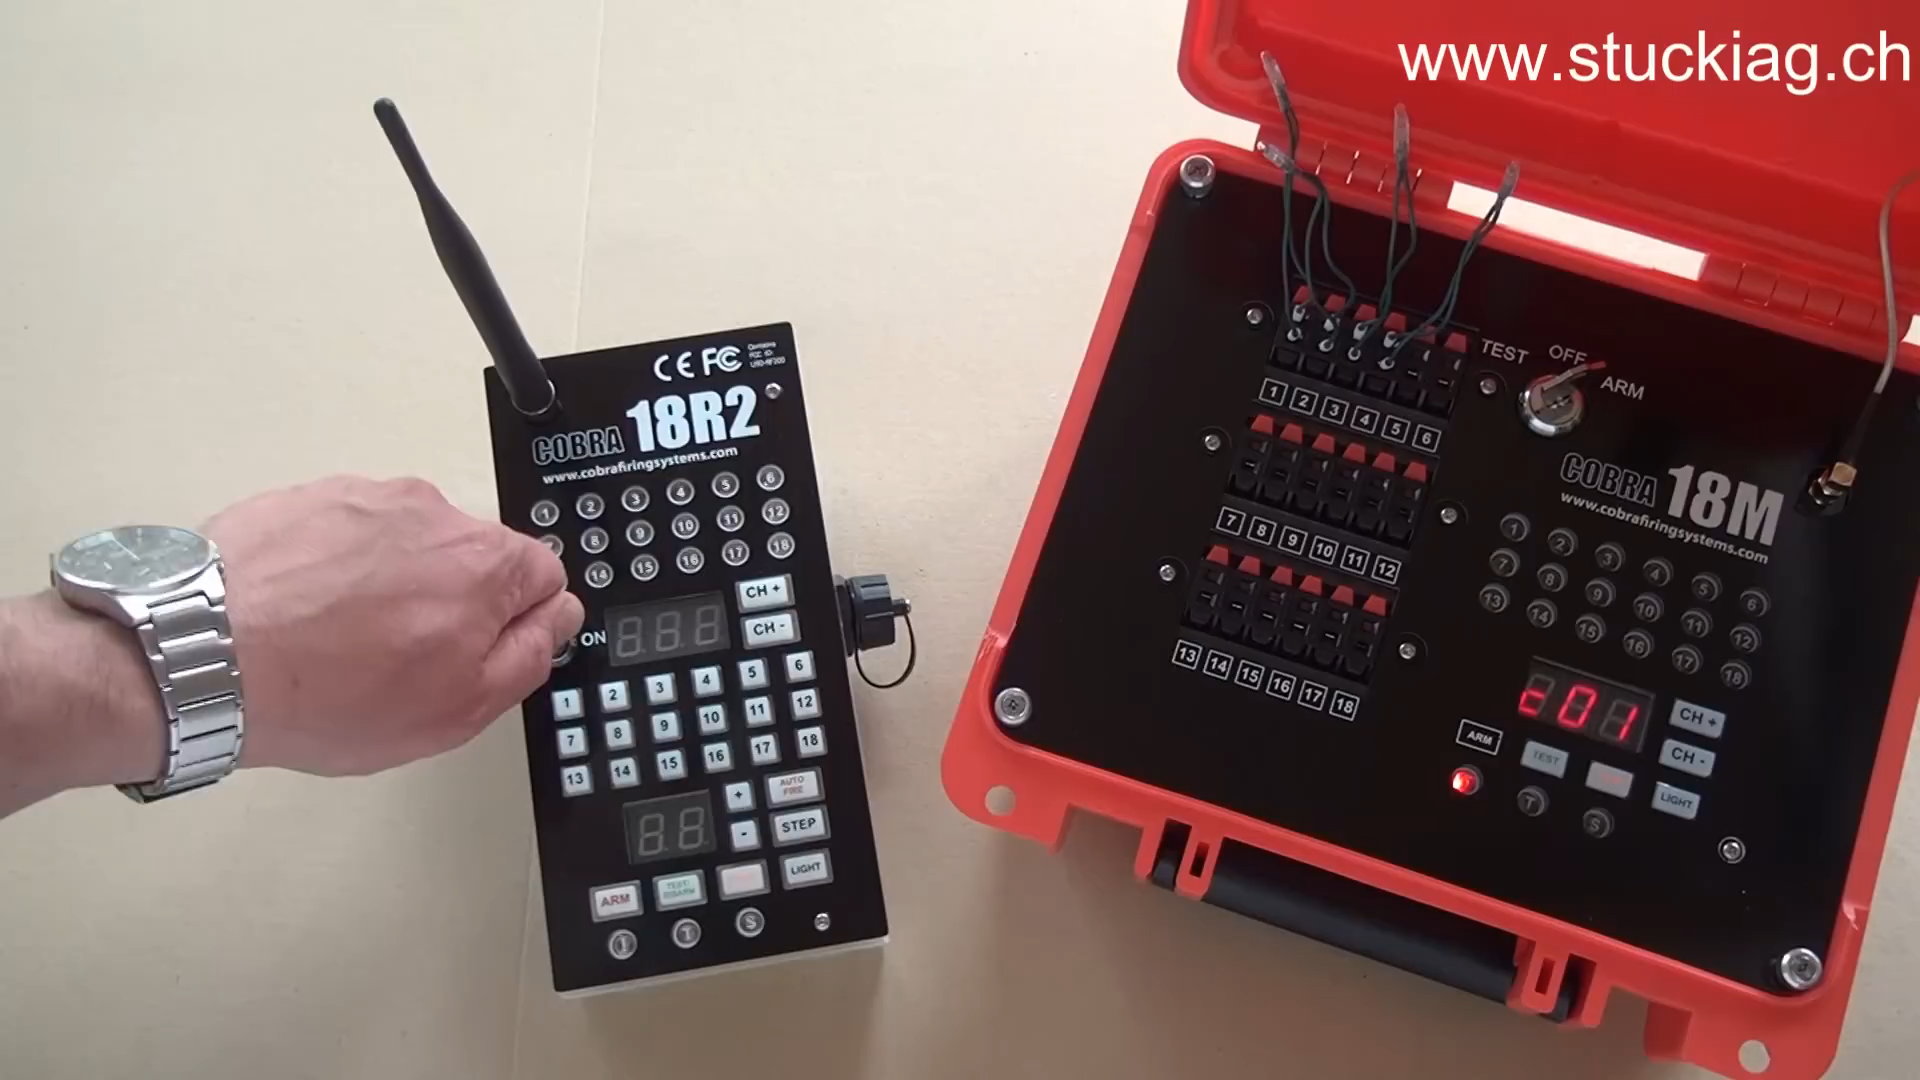 www.stuckiag.ch
CE FC
Contains
FCC ID:
COBRA 18R2
www.cobrafiringsystems.com
1 2 3 4 5 6
7 8 9 10 11 12
14 15 16 17 18
ON
CH +
CH -
1 2 3 4 5 6
7 8 9 10 11 12
13 14 15 16 17 18
+
-
AUTO FIRE
STEP
LIGHT
ARM
TEST/
DISARM
T S
TEST OFF ARM
1 2 3 4 5 6
7 8 9 10 11 12
13 14 15 16 17 18
COBRA 18M
www.cobrafiringsystems.com
1 2 3 4 5 6
7 8 9 10 11 12
13 14 15 16 17 18
c01
CH +
CH -
ARM
TEST
LIGHT
T S